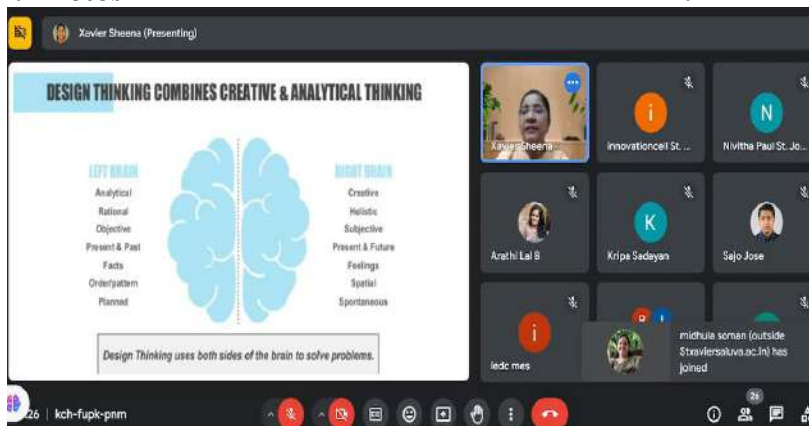 Xavier Sheena (Presenting)
DESIGN THINKING COMBINES CREATIVE & ANALYTICAL THINKING
LEFT BRAIN
Analytical
Rational
Objective
Present & Past
Facts
Order/pattern
Planned
RIGHT BRAIN
Creative
Holistic
Subjective
Present & Future
Feelings
Spatial
Spontaneous
Design Thinking uses both sides of the brain to solve problems.
Xavier Sheena
i
innovationcell St. ...
N
Nivitha Paul St. Jo...
Arathi Lal B
K
Kripa Sadayan
Sajo Jose
i
iedc mes
midhula soman (outside
Stxaviersaluva.ac.in) has
joined
26 | kch-fupk-pnm
26